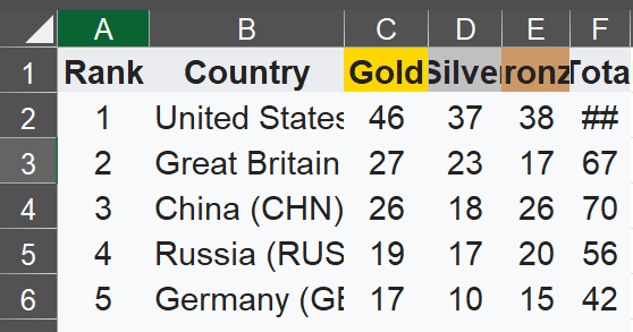 A B C D E F
1 Rank Country Gold Silve ronz Tota
2 1 United States 46 37 38 ##
3 2 Great Britain 27 23 17 67
4 3 China (CHN) 26 18 26 70
5 4 Russia (RUS 19 17 20 56
6 5 Germany (GE 17 10 15 42